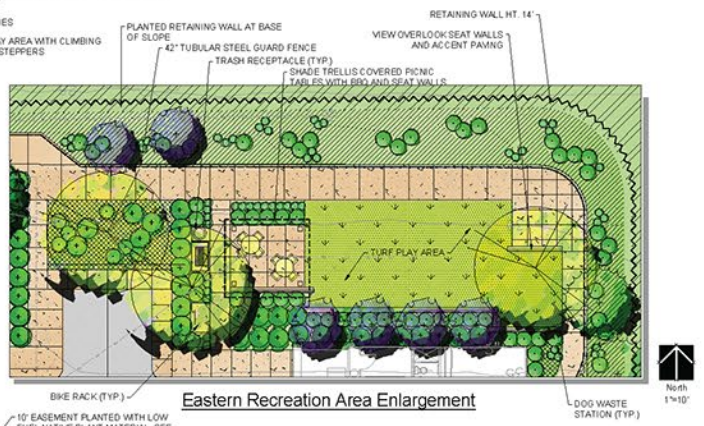 ES
Y AREA WITH CLIMBING
STEPPERS
PLANTED RETAINING WALL AT BASE
OF SLOPE
42" TUBULAR STEEL GUARD FENCE
TRASH RECEPTACLE (TYP.)
SHADE TRELLIS COVERED PICNIC
TABLES WITH BBQ AND SEAT WALLS
RETAINING WALL HT. 14'
VIEW OVERLOOK SEAT WALLS
AND ACCENT PAVING
TURF PLAY AREA
BIKE RACK (TYP.)
Eastern Recreation Area Enlargement
North
1"=10'
DOG WASTE
STATION (TYP.)
10' EASEMENT PLANTED WITH LOW